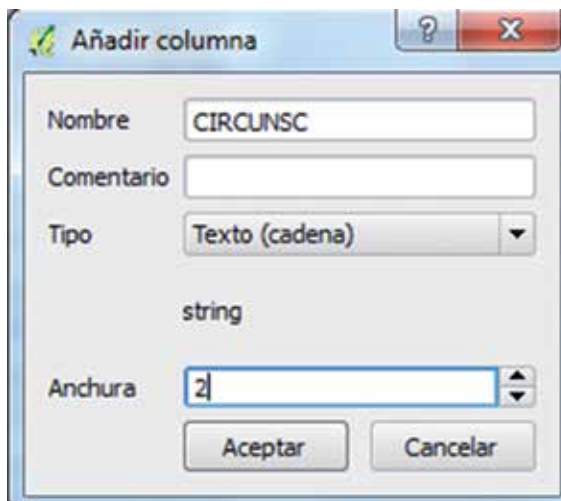 Añadir columna
Nombre CIRCUNSC
Comentario
Tipo Texto (cadena)
string
Anchura 2
Aceptar Cancelar